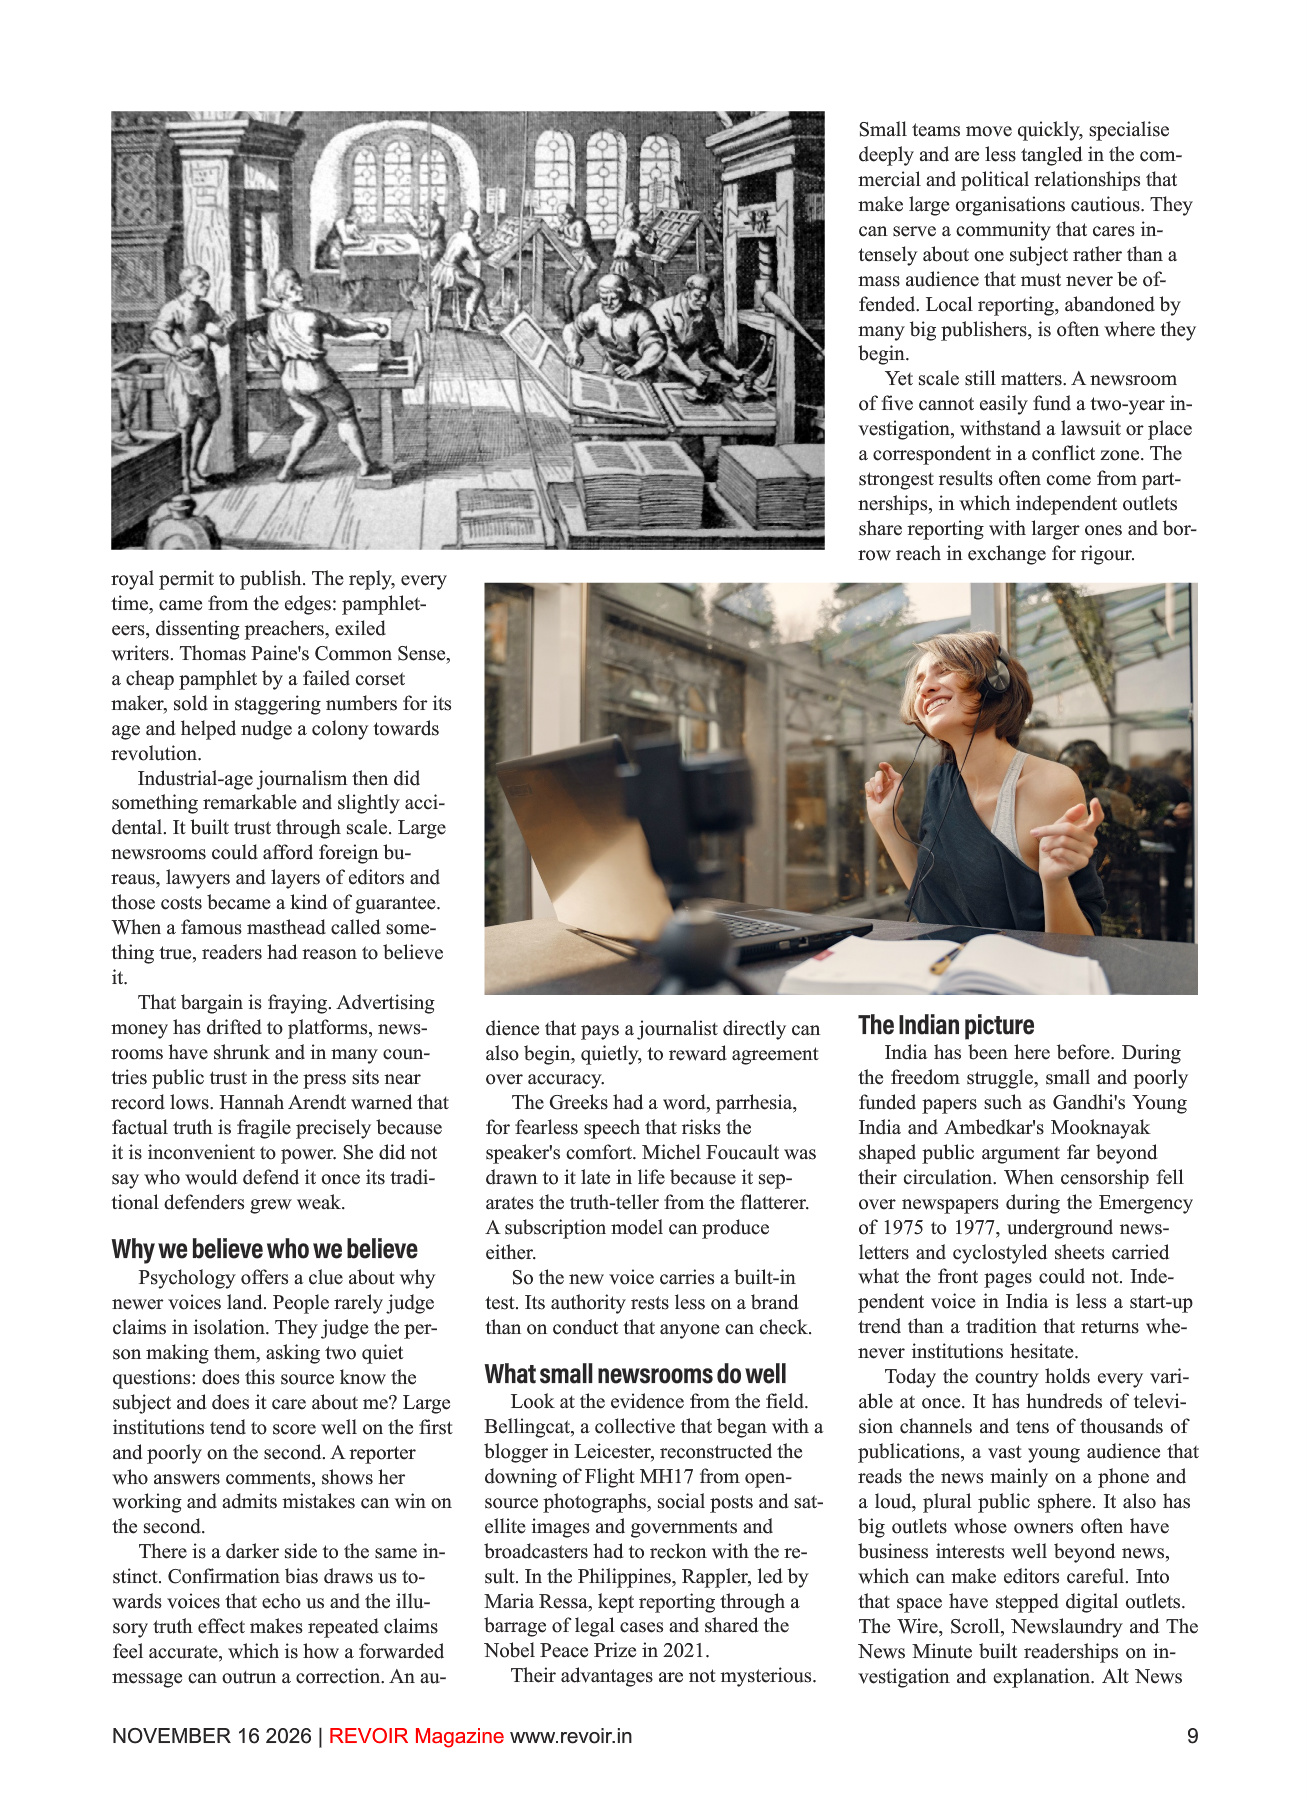 royal permit to publish. The reply, every
time, came from the edges: pamphlet-
eers, dissenting preachers, exiled
writers. Thomas Paine's Common Sense,
a cheap pamphlet by a failed corset
maker, sold in staggering numbers for its
age and helped nudge a colony towards
revolution.
Industrial-age journalism then did
something remarkable and slightly acci-
dental. It built trust through scale. Large
newsrooms could afford foreign bu-
reaus, lawyers and layers of editors and
those costs became a kind of guarantee.
When a famous masthead called some-
thing true, readers had reason to believe
it.
That bargain is fraying. Advertising
money has drifted to platforms, news-
rooms have shrunk and in many coun-
tries public trust in the press sits near
record lows. Hannah Arendt warned that
factual truth is fragile precisely because
it is inconvenient to power. She did not
say who would defend it once its tradi-
tional defenders grew weak.
Why we believe who we believe
Psychology offers a clue about why
newer voices land. People rarely judge
claims in isolation. They judge the per-
son making them, asking two quiet
questions: does this source know the
subject and does it care about me? Large
institutions tend to score well on the first
and poorly on the second. A reporter
who answers comments, shows her
working and admits mistakes can win on
the second.
There is a darker side to the same in-
stinct. Confirmation bias draws us to-
wards voices that echo us and the illu-
sory truth effect makes repeated claims
feel accurate, which is how a forwarded
message can outrun a correction. An au-
dience that pays a journalist directly can
also begin, quietly, to reward agreement
over accuracy.
The Greeks had a word, parrhesia,
for fearless speech that risks the
speaker's comfort. Michel Foucault was
drawn to it late in life because it sep-
arates the truth-teller from the flatterer.
A subscription model can produce
either.
So the new voice carries a built-in
test. Its authority rests less on a brand
than on conduct that anyone can check.
What small newsrooms do well
Look at the evidence from the field.
Bellingcat, a collective that began with a
blogger in Leicester, reconstructed the
downing of Flight MH17 from open-
source photographs, social posts and sat-
ellite images and governments and
broadcasters had to reckon with the re-
sult. In the Philippines, Rappler, led by
Maria Ressa, kept reporting through a
barrage of legal cases and shared the
Nobel Peace Prize in 2021.
Their advantages are not mysterious.
Small teams move quickly, specialise
deeply and are less tangled in the com-
mercial and political relationships that
make large organisations cautious. They
can serve a community that cares in-
tensely about one subject rather than a
mass audience that must never be of-
fended. Local reporting, abandoned by
many big publishers, is often where they
begin.
Yet scale still matters. A newsroom
of five cannot easily fund a two-year in-
vestigation, withstand a lawsuit or place
a correspondent in a conflict zone. The
strongest results often come from part-
nerships, in which independent outlets
share reporting with larger ones and bor-
row reach in exchange for rigour.
The Indian picture
India has been here before. During
the freedom struggle, small and poorly
funded papers such as Gandhi's Young
India and Ambedkar's Mooknayak
shaped public argument far beyond
their circulation. When censorship fell
over newspapers during the Emergency
of 1975 to 1977, underground news-
letters and cyclostyled sheets carried
what the front pages could not. Inde-
pendent voice in India is less a start-up
trend than a tradition that returns whe-
never institutions hesitate.
Today the country holds every vari-
able at once. It has hundreds of televi-
sion channels and tens of thousands of
publications, a vast young audience that
reads the news mainly on a phone and
a loud, plural public sphere. It also has
big outlets whose owners often have
business interests well beyond news,
which can make editors careful. Into
that space have stepped digital outlets.
The Wire, Scroll, Newslaundry and The
News Minute built readerships on in-
vestigation and explanation. Alt News
NOVEMBER 16 2026 | REVOIR Magazine www.revoir.in
9